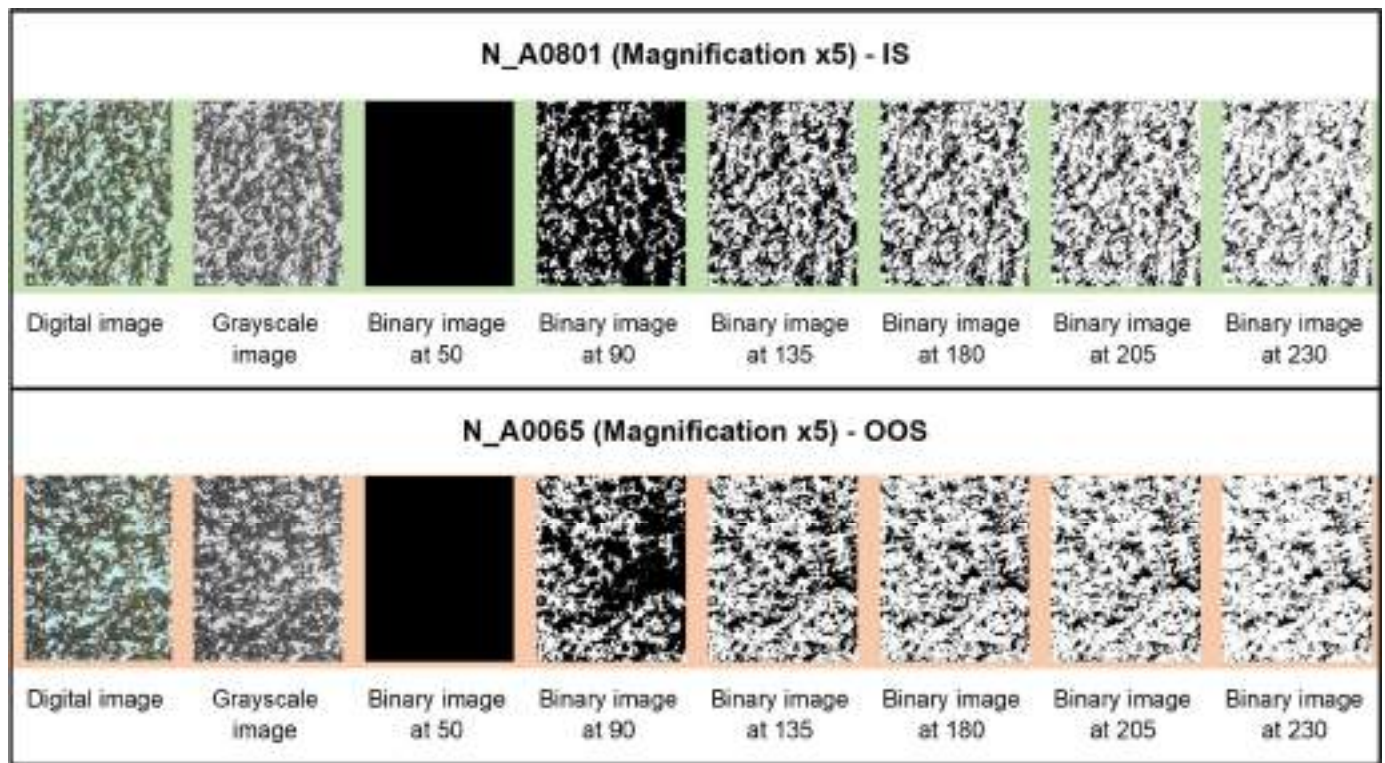 N_A0801 (Magnification x5) - IS
Digital image
Grayscale image
Binary image at 50
Binary image at 90
Binary image at 135
Binary image at 180
Binary image at 205
Binary image at 230
N_A0065 (Magnification x5) - OOS
Digital image
Grayscale image
Binary image at 50
Binary image at 90
Binary image at 135
Binary image at 180
Binary image at 205
Binary image at 230